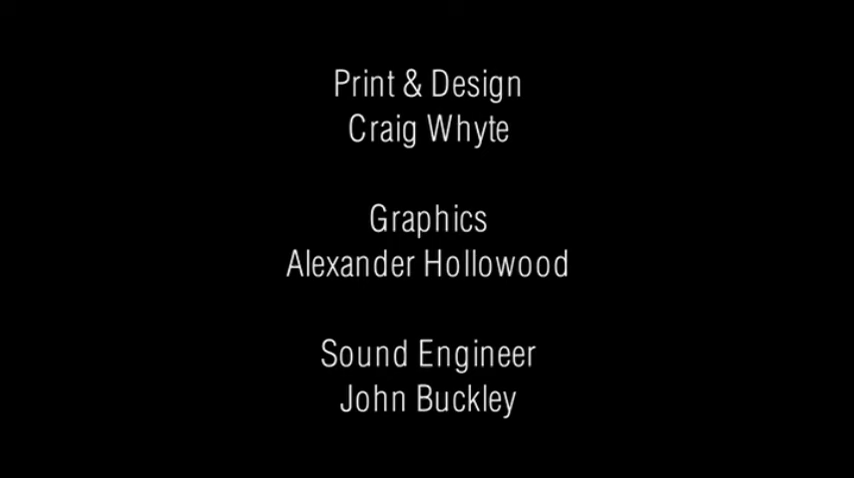 Print & Design
Craig Whyte
Graphics
Alexander Hollowood
Sound Engineer
John Buckley